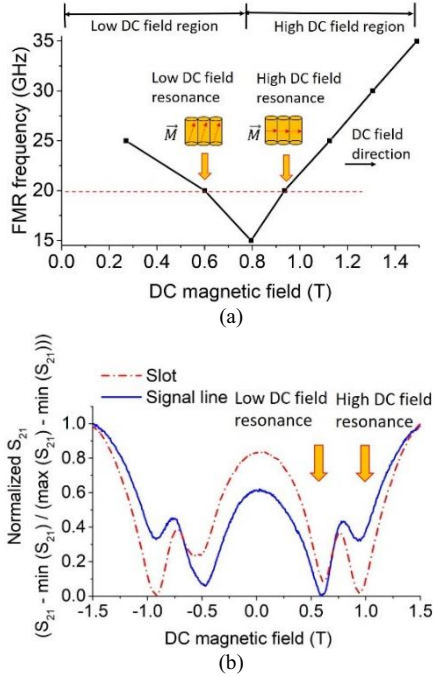 Low DC field region
High DC field region
35
30
25
20
15
FMR frequency (GHz)
Low DC field
resonance
High DC field
resonance
M
M
DC field
direction
0.0
0.2
0.4
0.6
0.8
1.0
1.2
1.4
DC magnetic field (T)
(a)
Slot
Signal line
Low DC field
resonance
High DC field
resonance
Normalized S21
(S21 - min (S21) / (max (S21) - min (S21)))
1.0
0.8
0.6
0.4
0.2
0.0
-1.5
-1.0
-0.5
0.0
0.5
1.0
1.5
DC magnetic field (T)
(b)